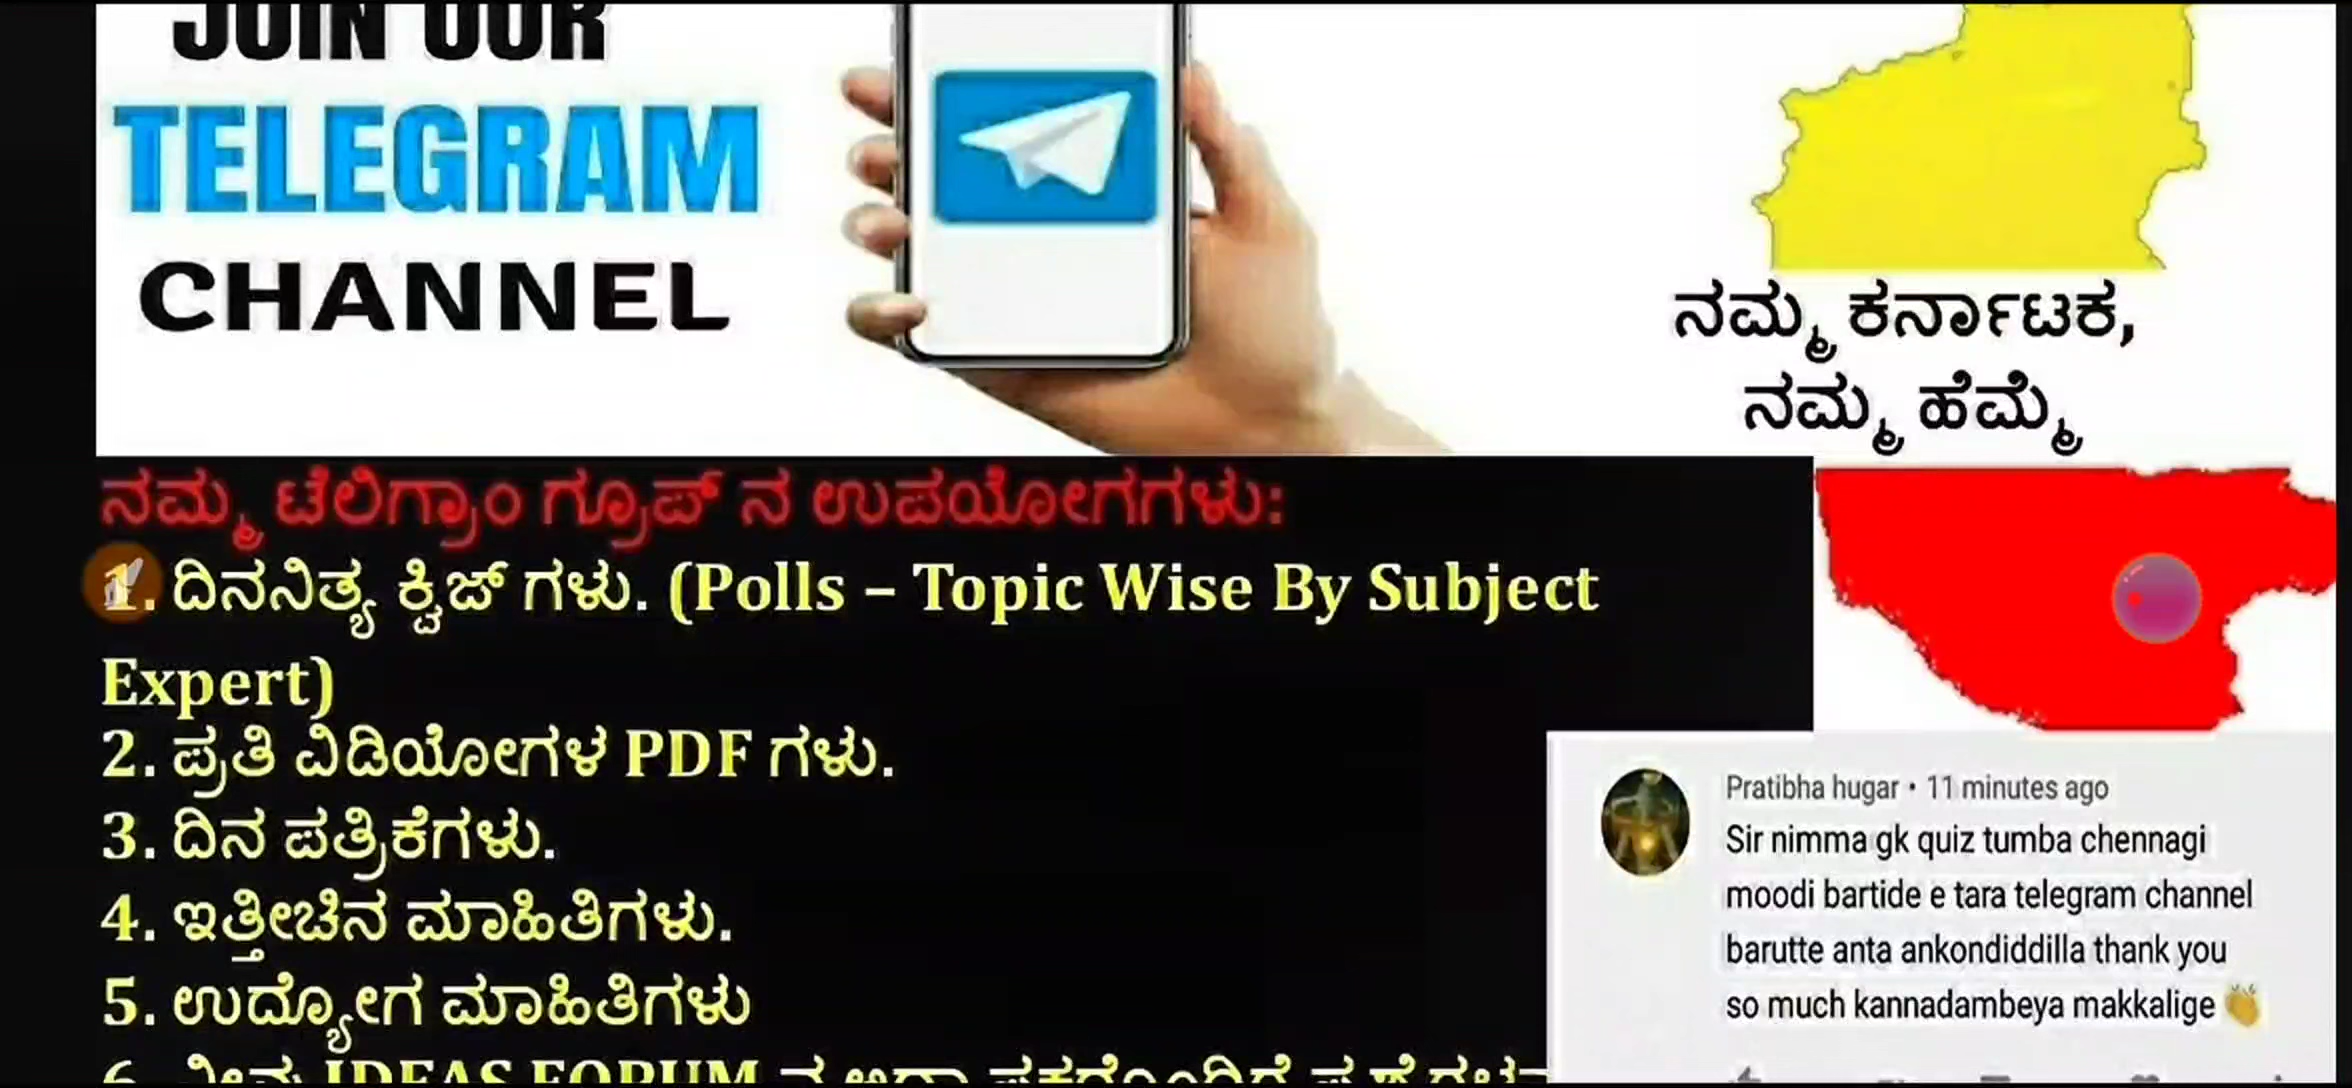 JOIN OUR
TELEGRAM
CHANNEL
ನಮ್ಮ ಕರ್ನಾಟಕ,
ನಮ್ಮ ಹೆಮ್ಮೆ
ನಮ್ಮ ಟೆಲಿಗ್ರಾಂ ಗ್ರೂಪ್ ನ ಉಪಯೋಗಗಳು:
1. ದಿನನಿತ್ಯ ಕ್ವಿಜ್ ಗಳು. (Polls – Topic Wise By Subject
Expert)
2. ಪ್ರತಿ ವಿಡಿಯೋಗಳ PDF ಗಳು.
3. ದಿನ ಪತ್ರಿಕೆಗಳು.
4. ಇತ್ತೀಚಿನ ಮಾಹಿತಿಗಳು.
5. ಉದ್ಯೋಗ ಮಾಹಿತಿಗಳು
6. ನೀವು IDEAS FORUM ನ
Pratibha hugar • 11 minutes ago
Sir nimma gk quiz tumba chennagi
moodi bartide e tara telegram channel
barutte anta ankondiddilla thank you
so much kannadambeya makkalige 👏